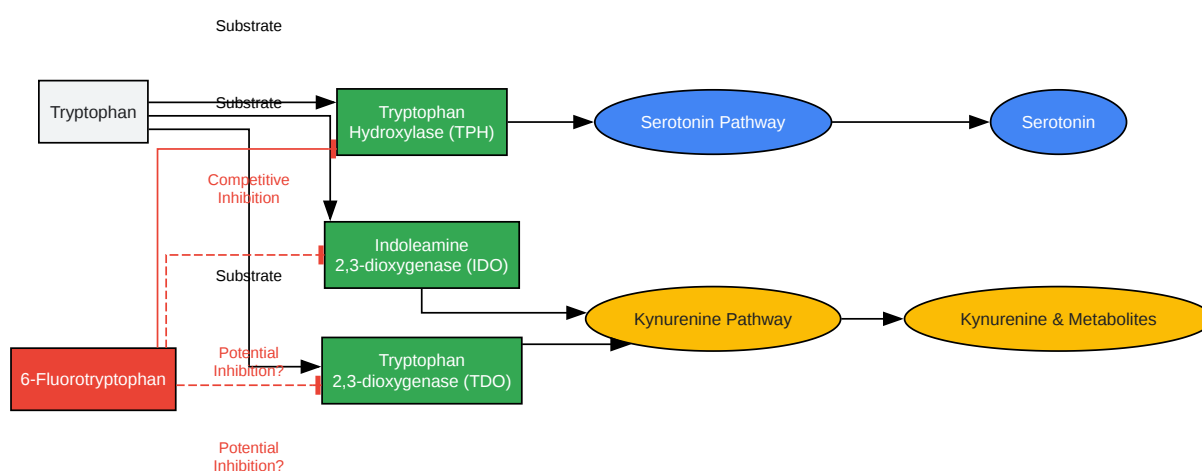 Substrate
Tryptophan
Substrate
Tryptophan
Hydroxylase (TPH)
Serotonin Pathway
Serotonin
Competitive
Inhibition
Indoleamine
2,3-dioxygenase (IDO)
Substrate
Kynurenine Pathway
Kynurenine & Metabolites
6-Fluorotryptophan
Potential
Inhibition?
Tryptophan
2,3-dioxygenase (TDO)
Potential
Inhibition?